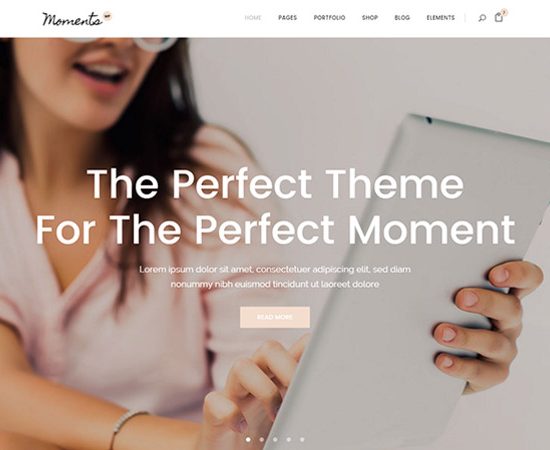 Moments
HOME PAGES PORTFOLIO SHOP BLOG ELEMENTS
The Perfect Theme
For The Perfect Moment
Lorem ipsum dolor sit amet, consectetuer adipiscing elit, sed diam
nonummy nibh euismod tincidunt ut laoreet dolore
READ MORE